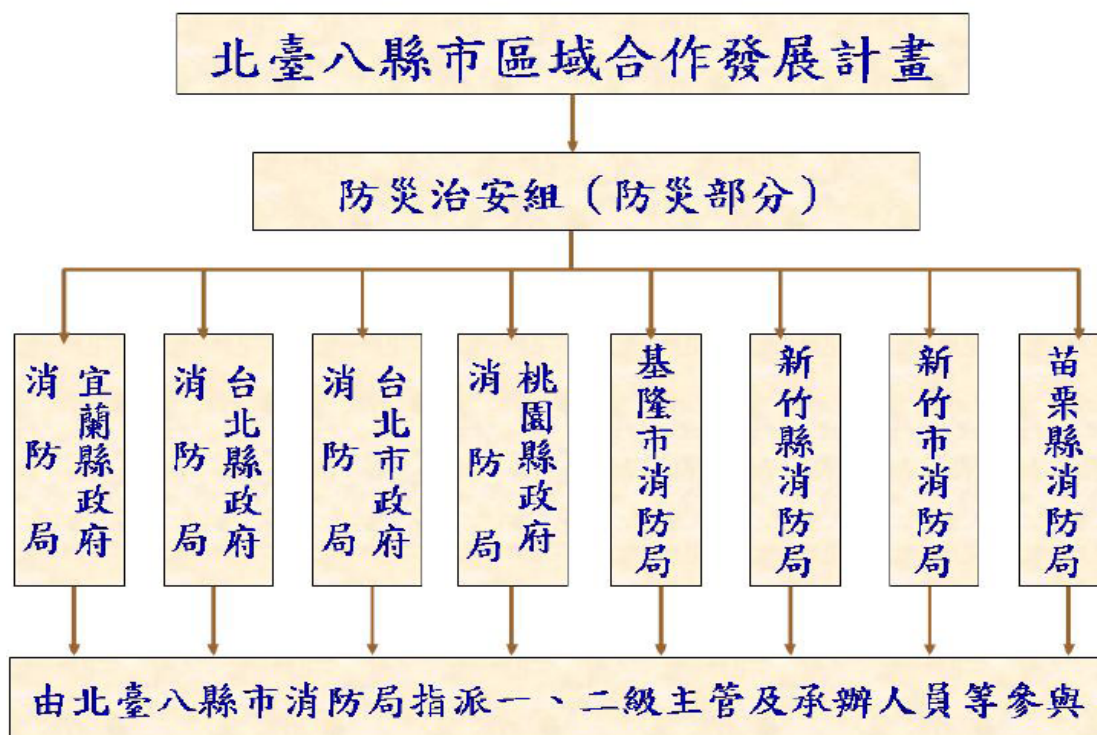 北臺八縣市區域合作發展計畫
防災治安組（防災部分）
宜蘭縣政府
消防局
台北縣政府
消防局
台北市政府
消防局
桃園縣政府
消防局
基隆市消防局
新竹縣消防局
新竹市消防局
苗栗縣消防局
由北臺八縣市消防局指派一、二級主管及承辦人員等參與